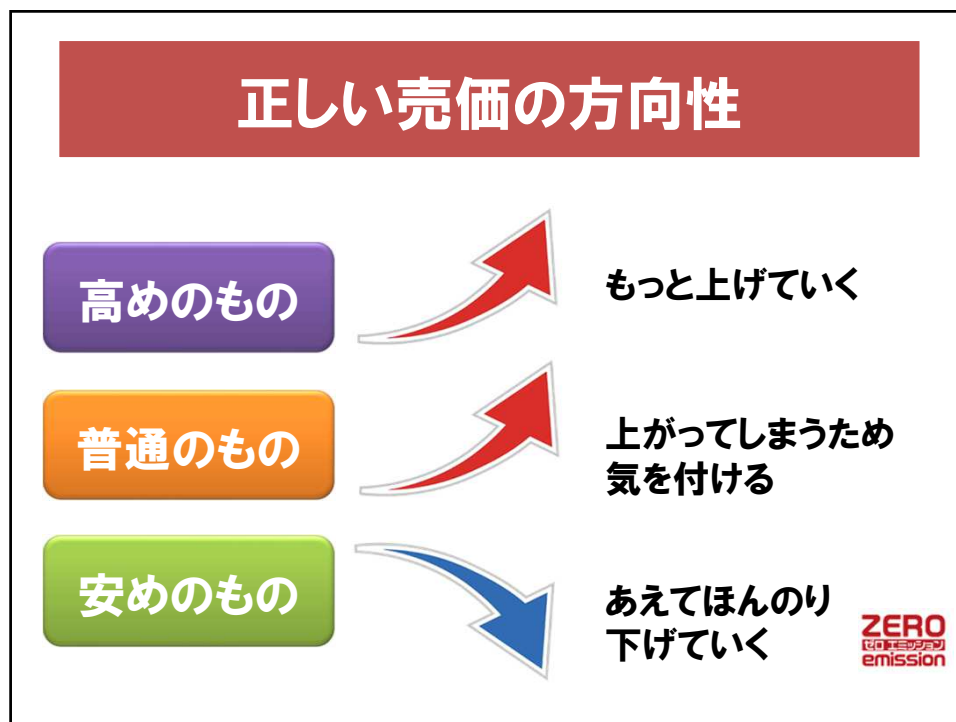 正しい売価の方向性
高めのもの
もっと上げていく
普通のもの
上がってしまうため
気を付ける
安めのもの
あえてほんのり
下げていく
ZERO
ゼロエミッション
emission